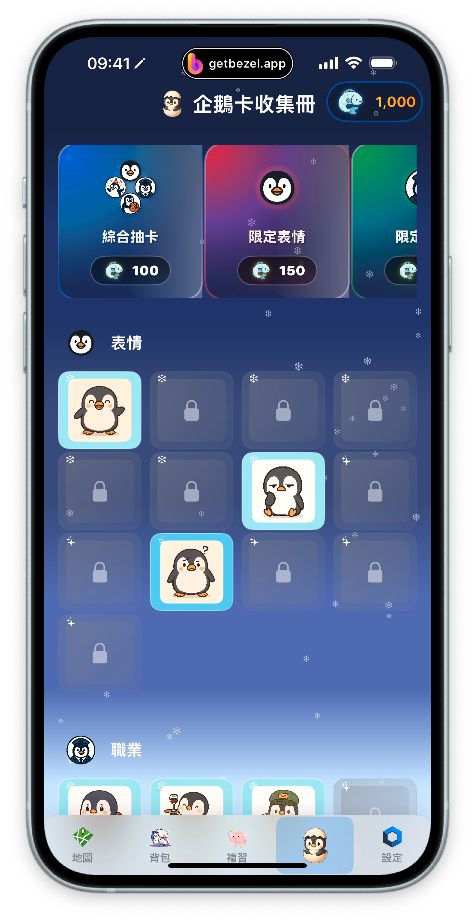 09:41
getbezel.app
企鵝卡收集冊
1,000
綜合抽卡
100
限定表情
150
限定
表情
?
職業
地圖
背包
複習
設定